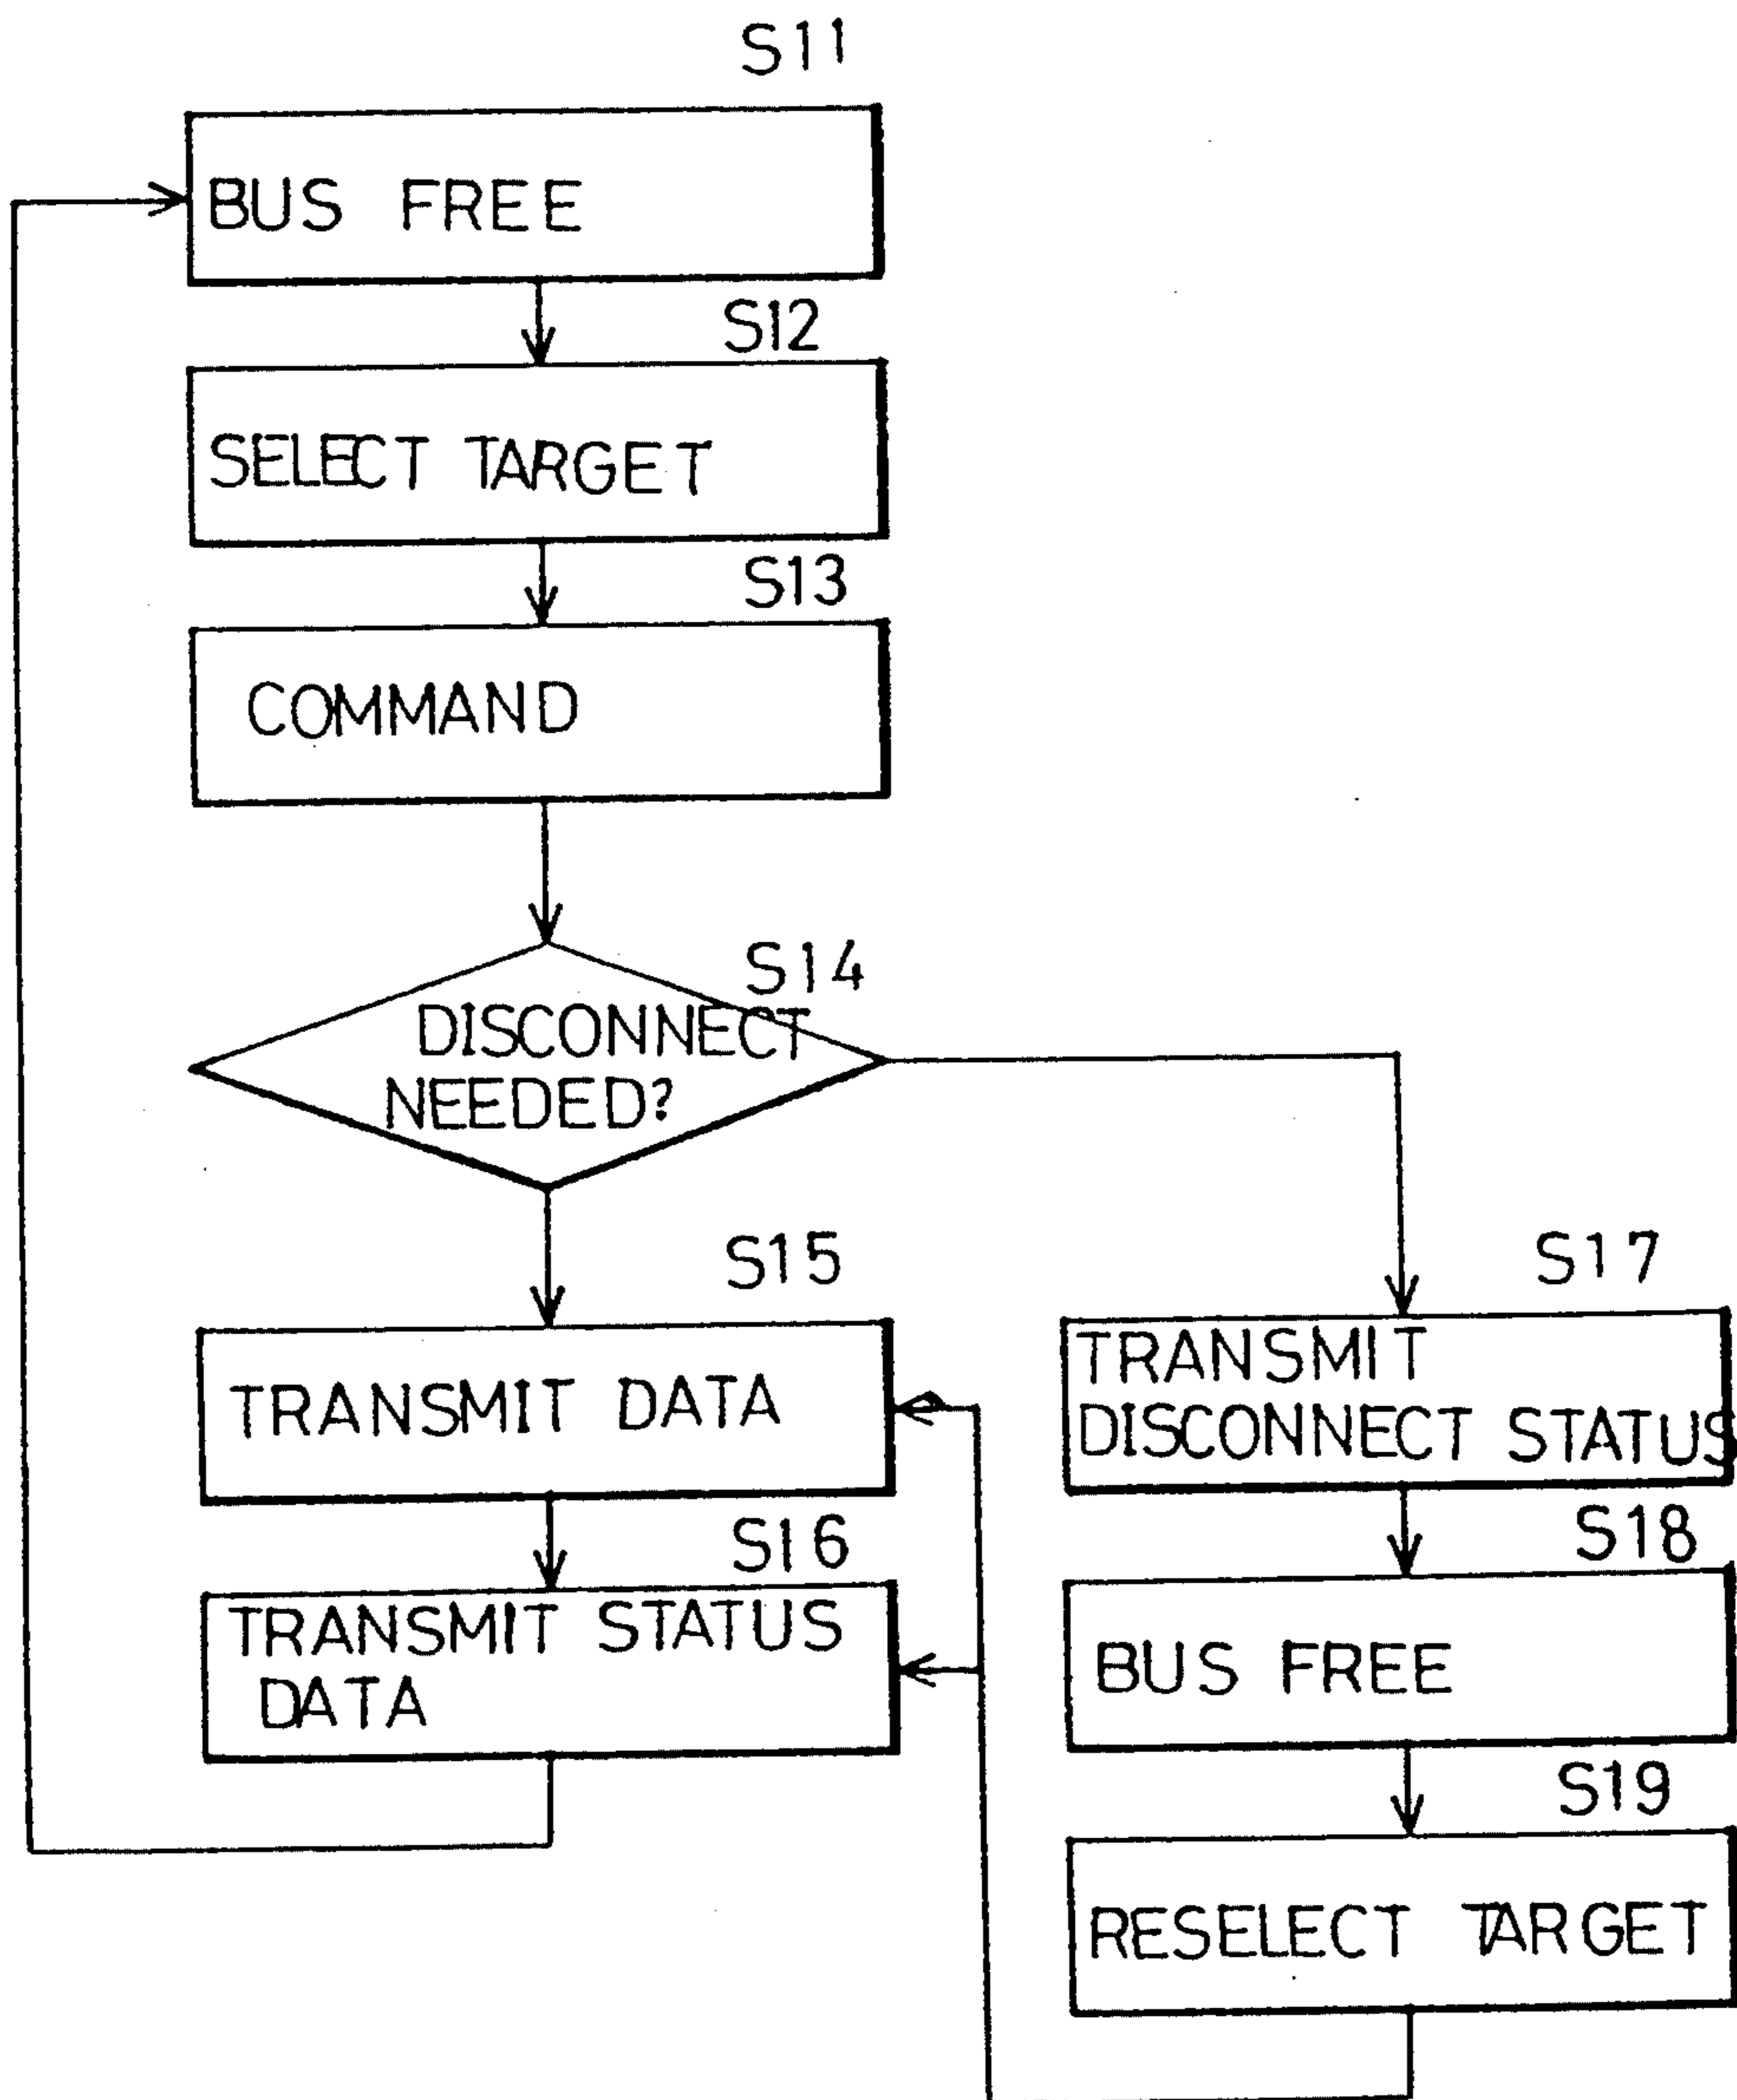 S11
BUS FREE
S12
SELECT TARGET
S13
COMMAND
S14
DISCONNECT
NEEDED?
S15
TRANSMIT DATA
S16
TRANSMIT STATUS
DATA
S17
TRANSMIT
DISCONNECT STATUS
S18
BUS FREE
S19
RESELECT TARGET